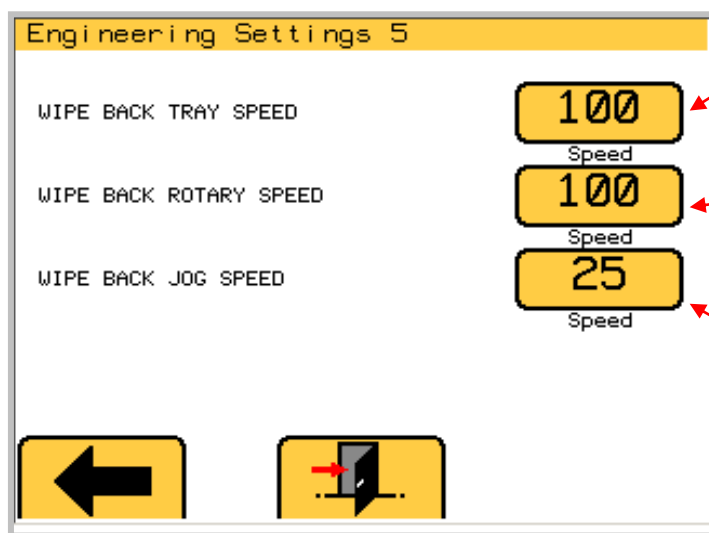 Engineering Settings 5
WIPE BACK TRAY SPEED
100
Speed
WIPE BACK ROTARY SPEED
100
Speed
WIPE BACK JOG SPEED
25
Speed